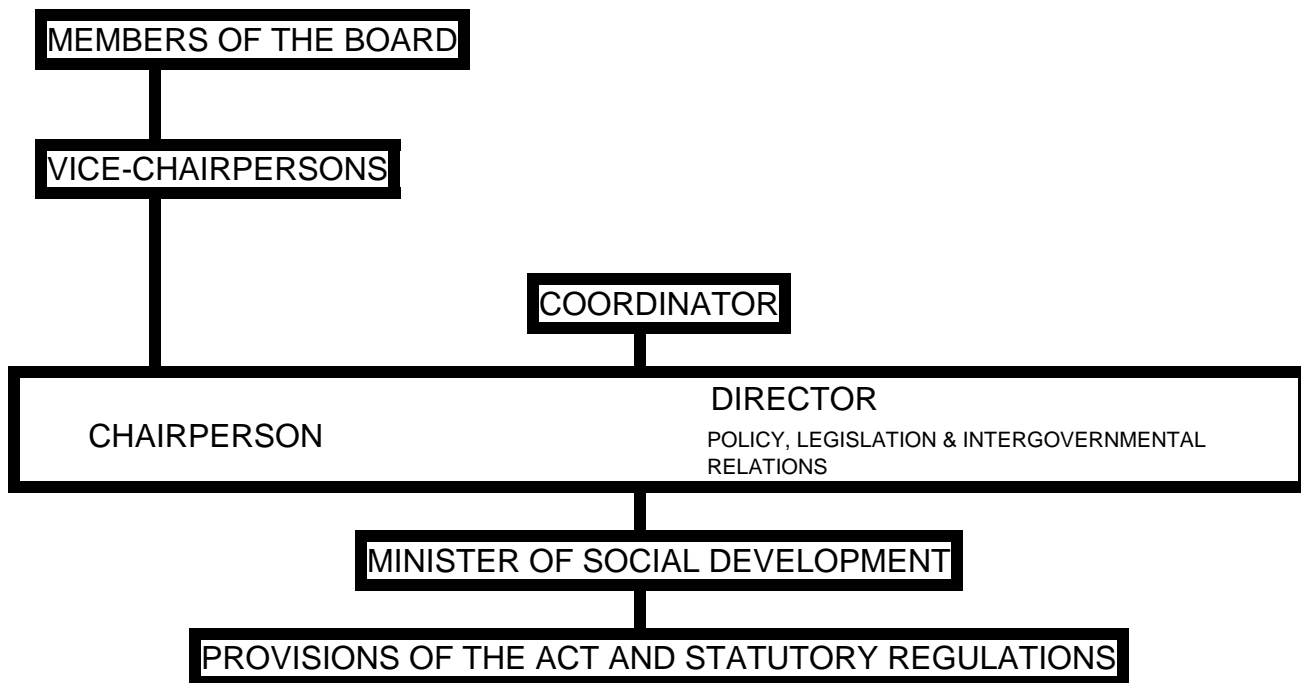 MEMBERS OF THE BOARD
VICE-CHAIRPERSONS
COORDINATOR
CHAIRPERSON
DIRECTOR
POLICY, LEGISLATION & INTERGOVERNMENTAL
RELATIONS
MINISTER OF SOCIAL DEVELOPMENT
PROVISIONS OF THE ACT AND STATUTORY REGULATIONS